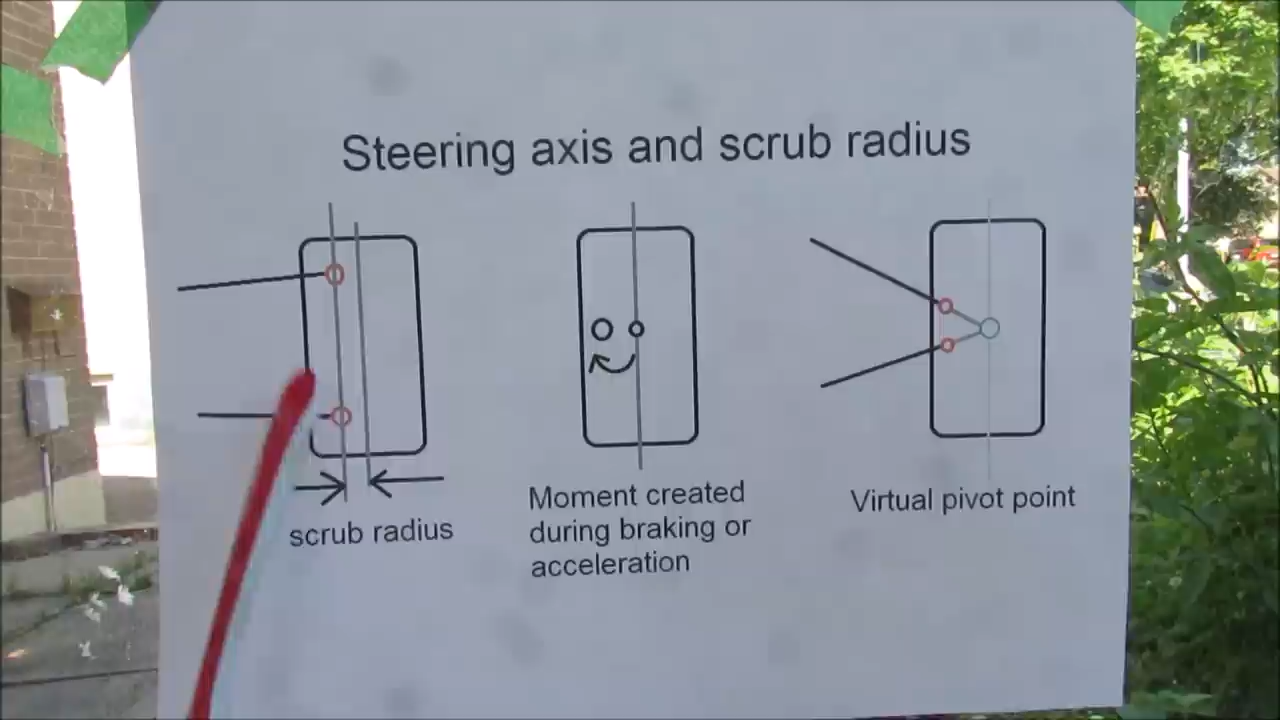 Steering axis and scrub radius
scrub radius
Moment created
during braking or
acceleration
Virtual pivot point